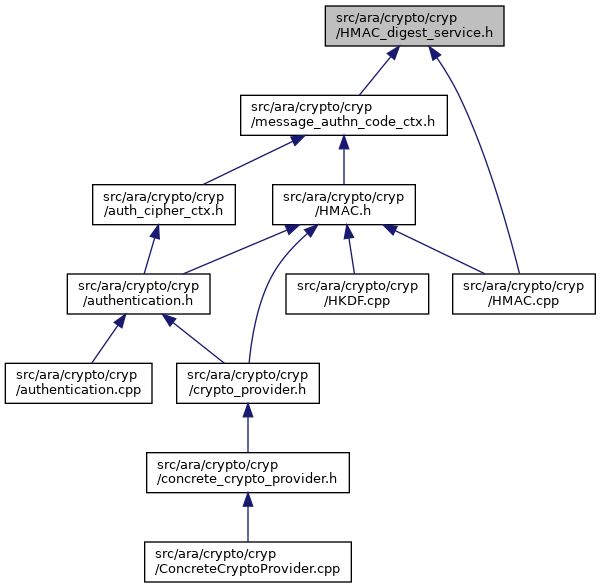 src/ara/crypto/cryp
/HMAC_digest_service.h
src/ara/crypto/cryp
/message_authn_code_ctx.h
src/ara/crypto/cryp
/auth_cipher_ctx.h
src/ara/crypto/cryp
/HMAC.h
src/ara/crypto/cryp
/authentication.h
src/ara/crypto/cryp
/HKDF.cpp
src/ara/crypto/cryp
/HMAC.cpp
src/ara/crypto/cryp
/authentication.cpp
src/ara/crypto/cryp
/crypto_provider.h
src/ara/crypto/cryp
/concrete_crypto_provider.h
src/ara/crypto/cryp
/ConcreteCryptoProvider.cpp